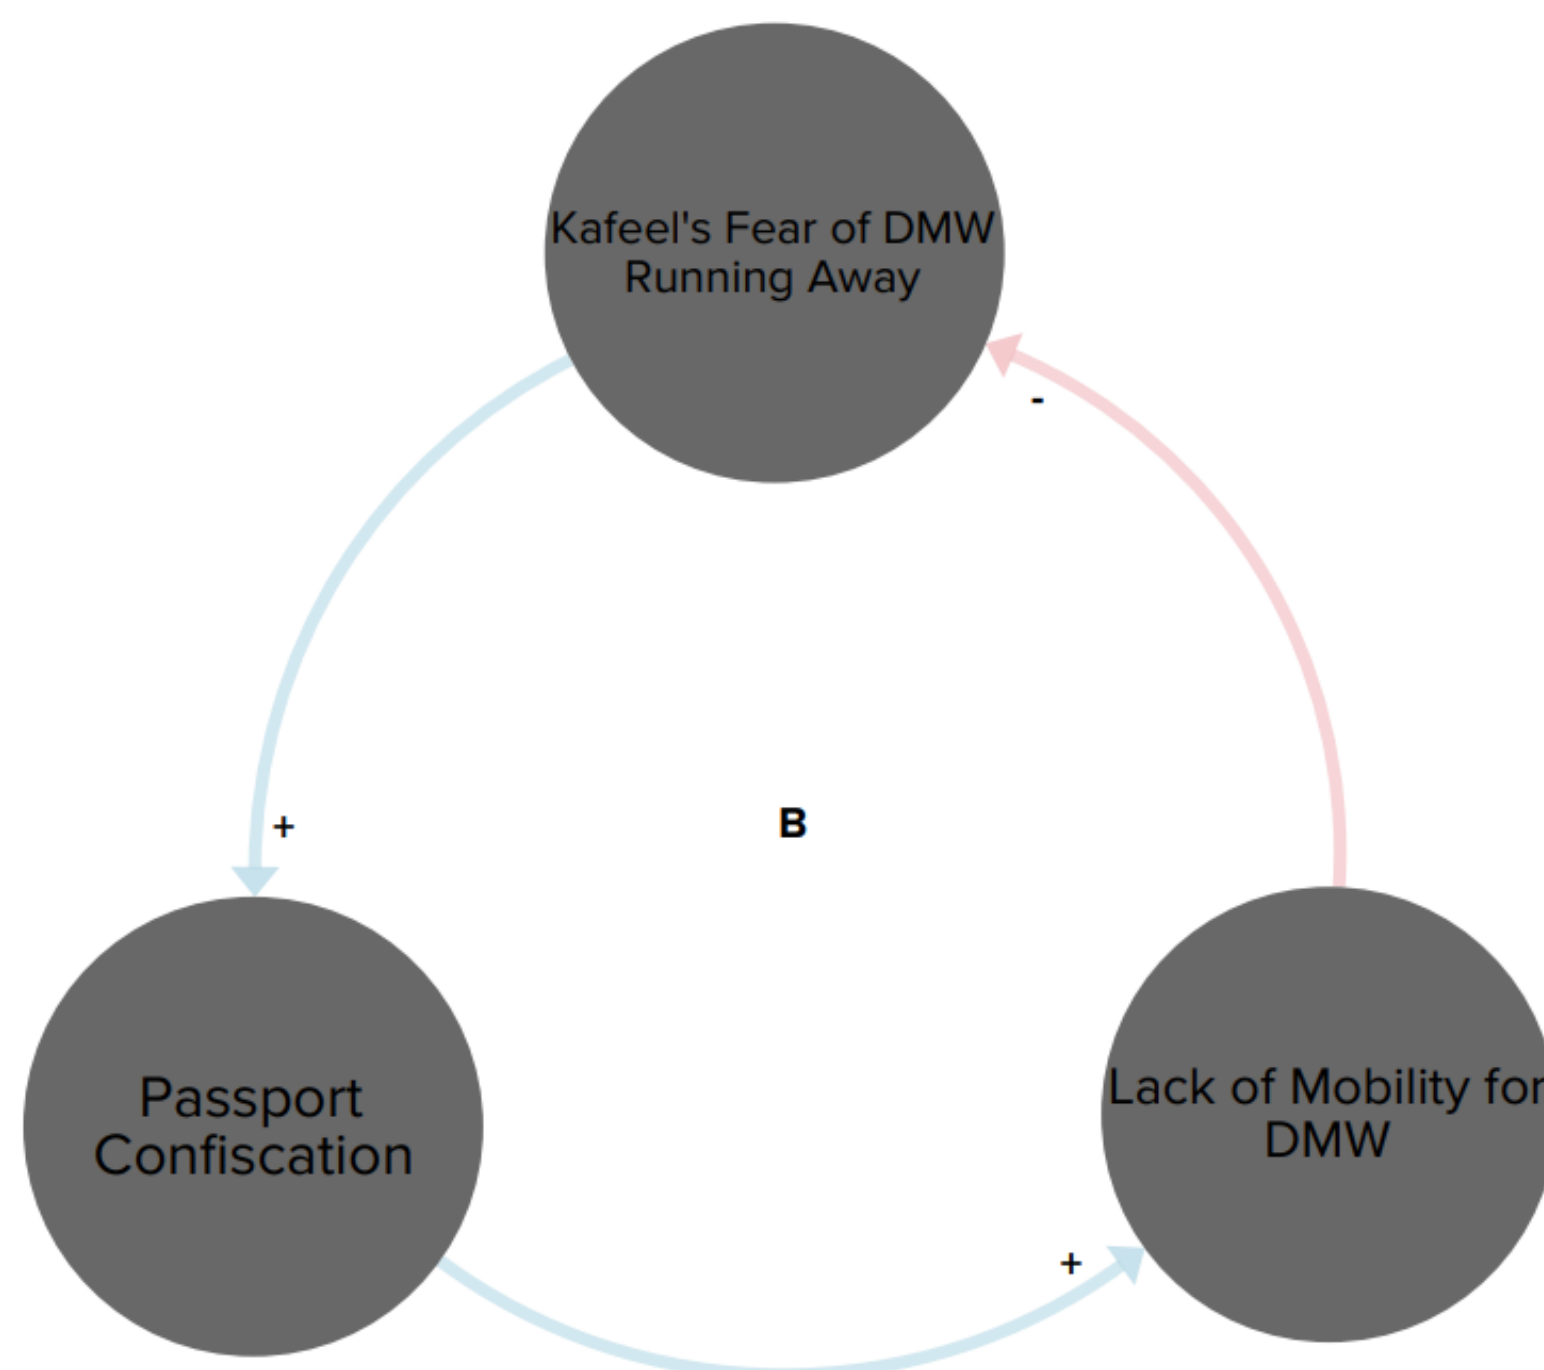 Kafeel's Fear of DMW
Running Away
-
+
B
Passport
Confiscation
Lack of Mobility for
DMW
+